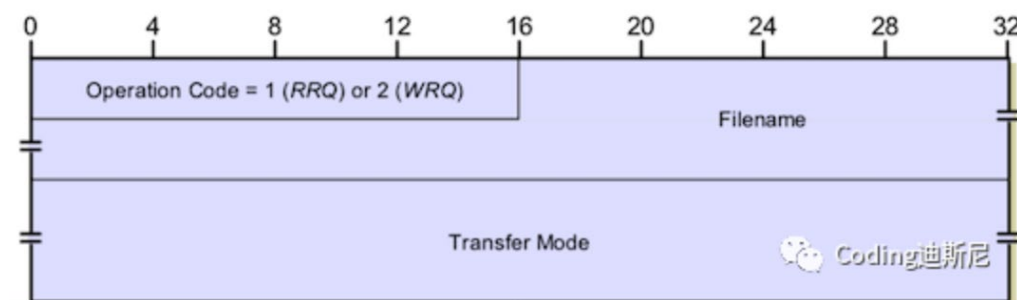 0 4 8 12 16 20 24 28 32
Operation Code = 1 (RRQ) or 2 (WRQ)
Filename
Transfer Mode
Coding迪斯尼